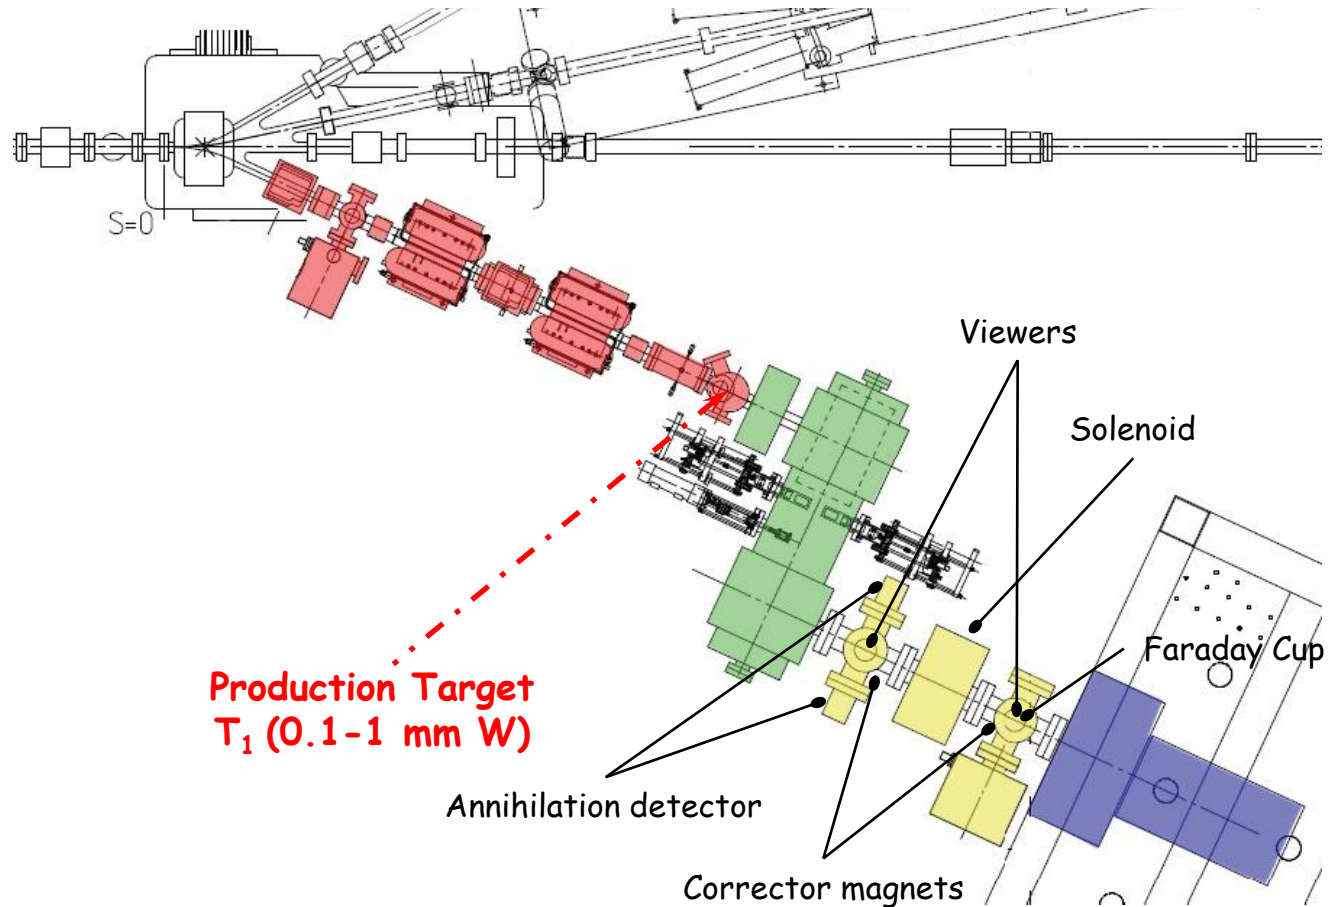 S=0
Viewers
Solenoid
Faraday Cup
Production Target
T₁ (0.1-1 mm W)
Annihilation detector
Corrector magnets